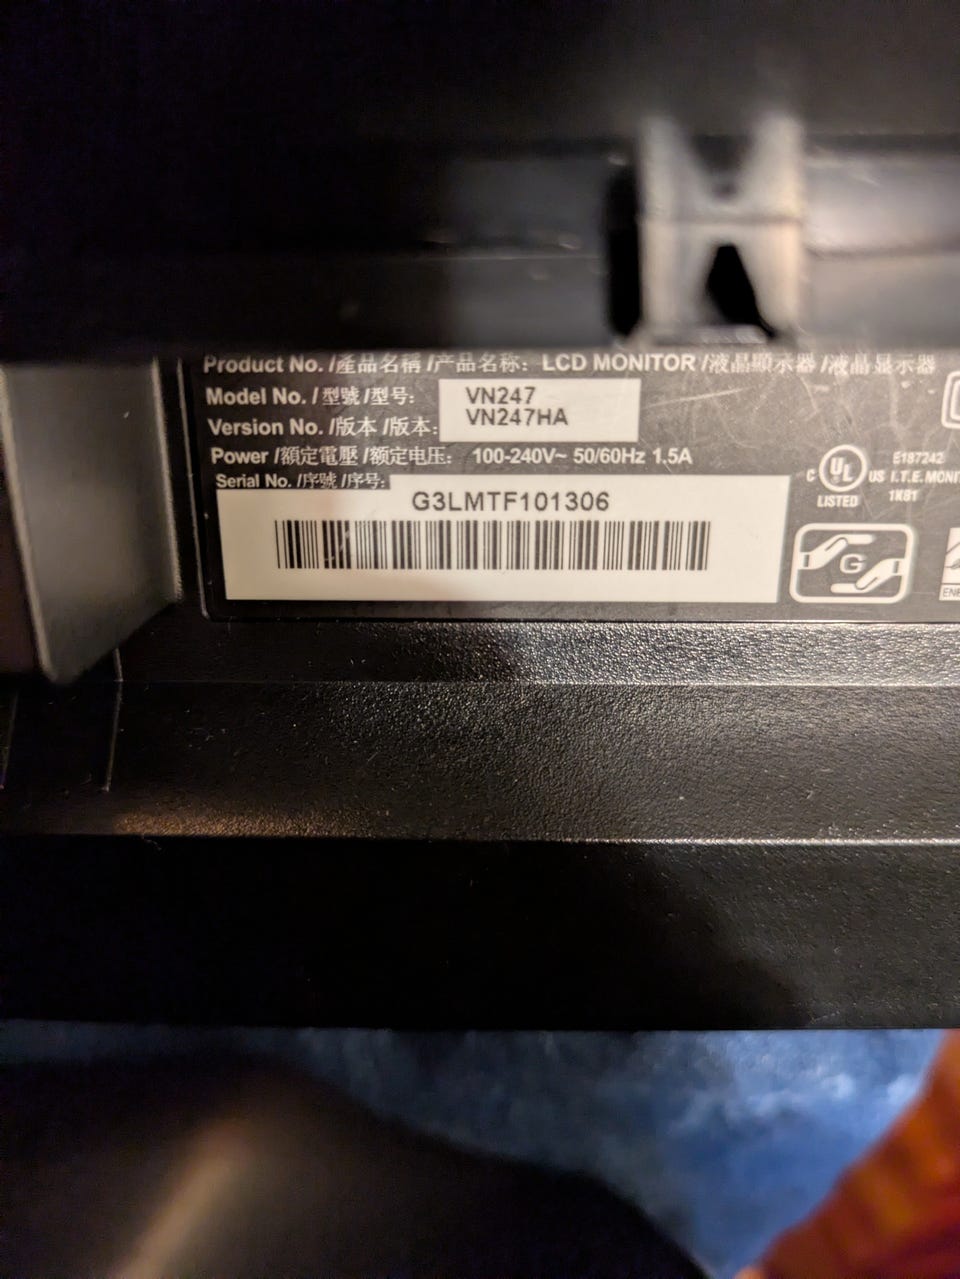 Product No. /產品名稱 /产品名称: LCD MONITOR /液晶顯示器 /液晶显示器
Model No. / 型號 /型号: VN247
Version No. /版本 /版本: VN247HA
Power /額定電壓 /额定电压: 100-240V~ 50/60Hz 1.5A
Serial No. /序號 /序号:
G3LMTF101306
C UL US LISTED
E187242
I.T.E. MONI
1K81
G
ENE